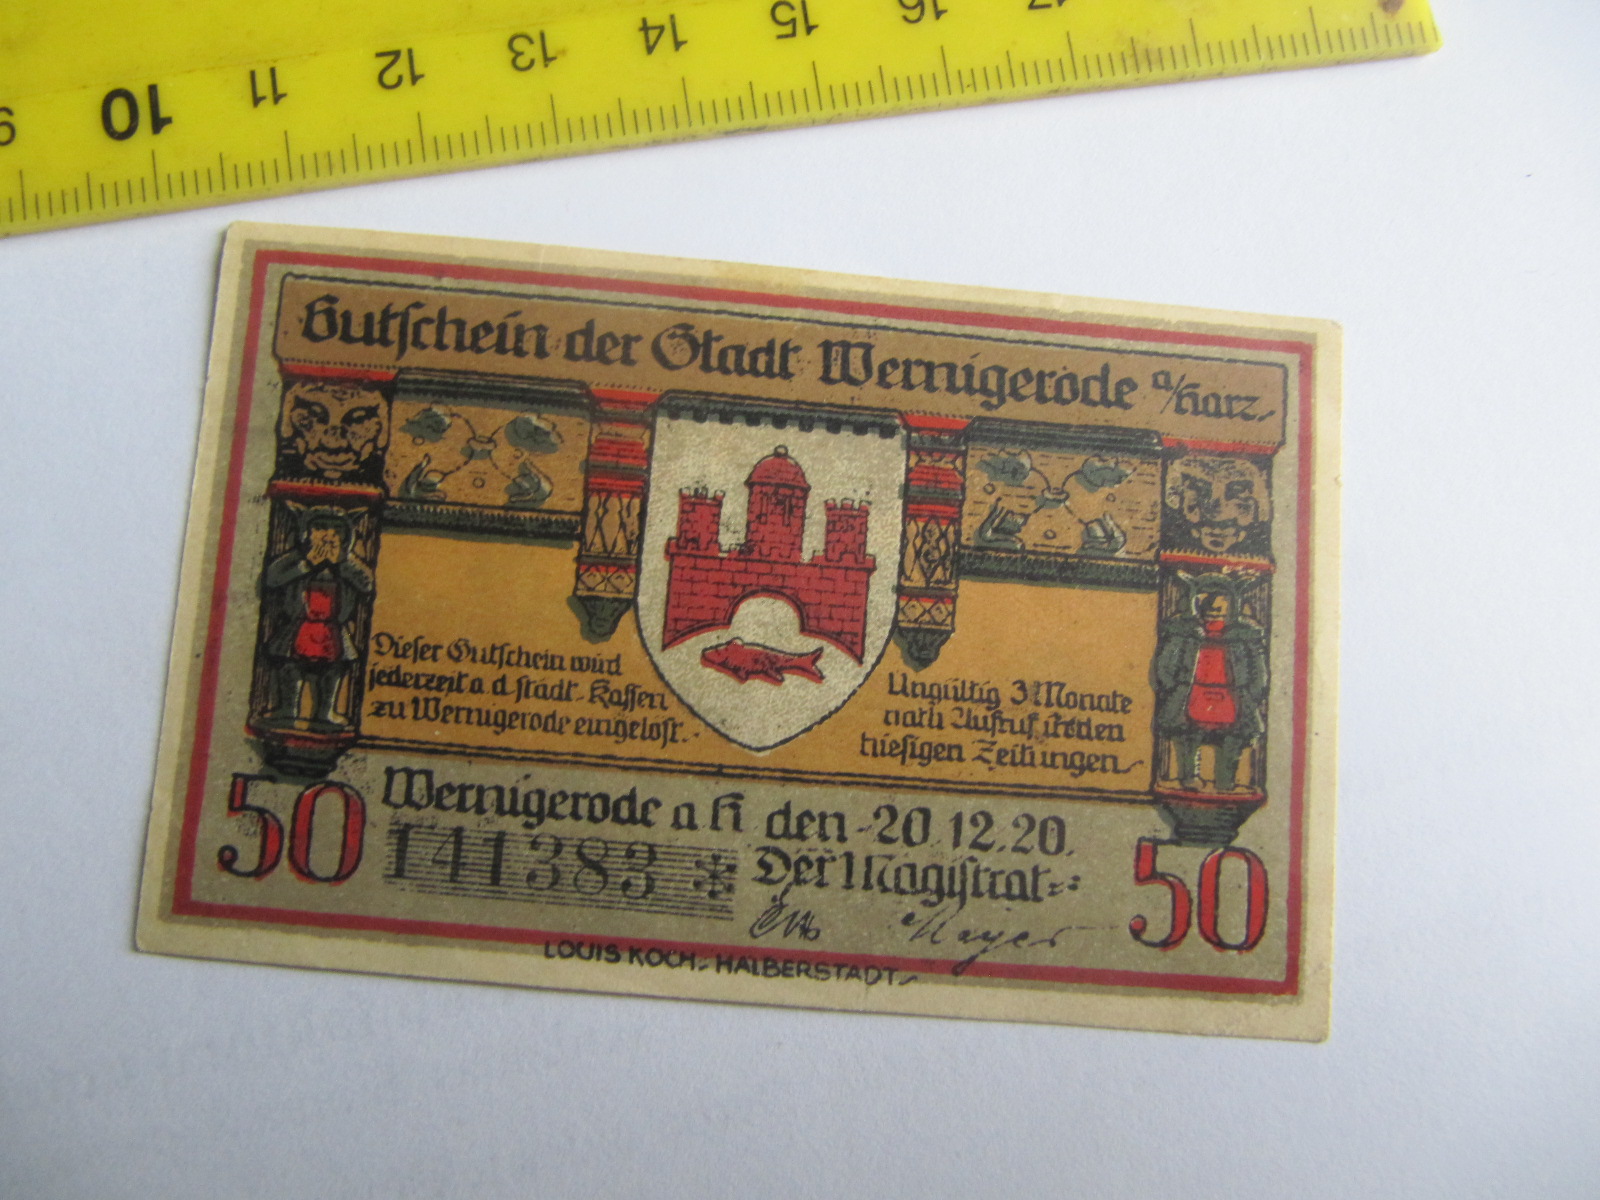 9 10 11 12 13 14 15 16 17
Gutschein der Stadt Wernigerode a/Harz
Dieser Gutschein wird
jederzeit a. d. städt. Kassen
zu Wernigerode eingelöst.
Ungültig 3 Monate
nach Aufruf in den
hiesigen Zeitungen
Wernigerode a H den 20.12.20.
141383 *
Der Magistrat
Mayer
50
50
LOUIS KOCH - HALBERSTADT